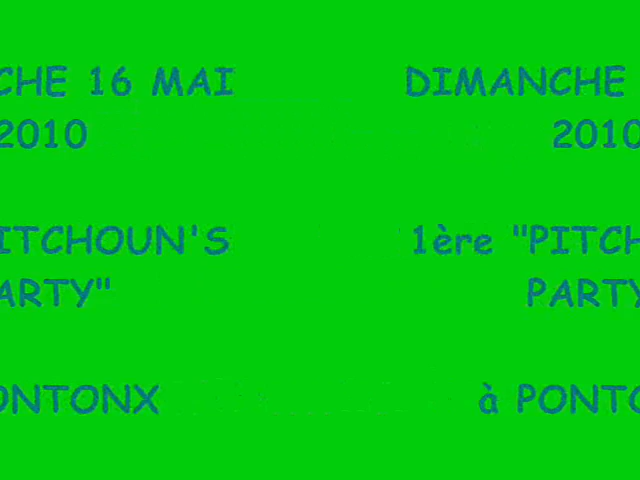 CHE 16 MAI DIMANCHE
2010 2010
ITCHOUN'S 1ère "PITCH
ARTY" PARTY
ONTONX à PONTO